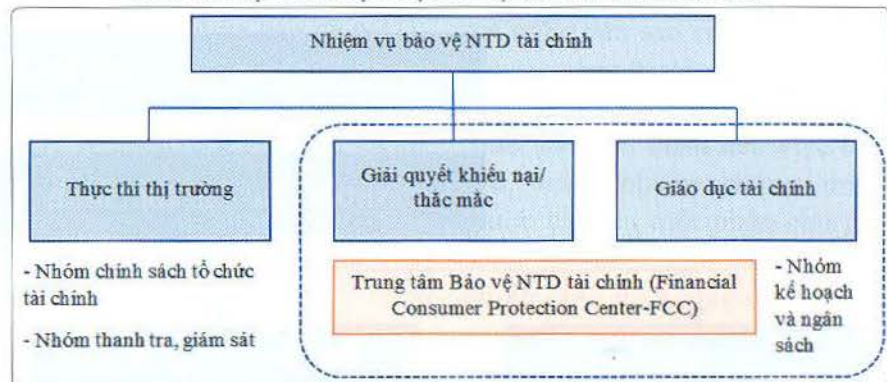 Nhiệm vụ bảo vệ NTD tài chính
Thực thi thị trường
Giải quyết khiếu nại/
thắc mắc
Giáo dục tài chính
- Nhóm chính sách tổ chức
tài chính
- Nhóm thanh tra, giám sát
Trung tâm Bảo vệ NTD tài chính (Financial
Consumer Protection Center-FCC)
- Nhóm
kế hoạch
và ngân
sách